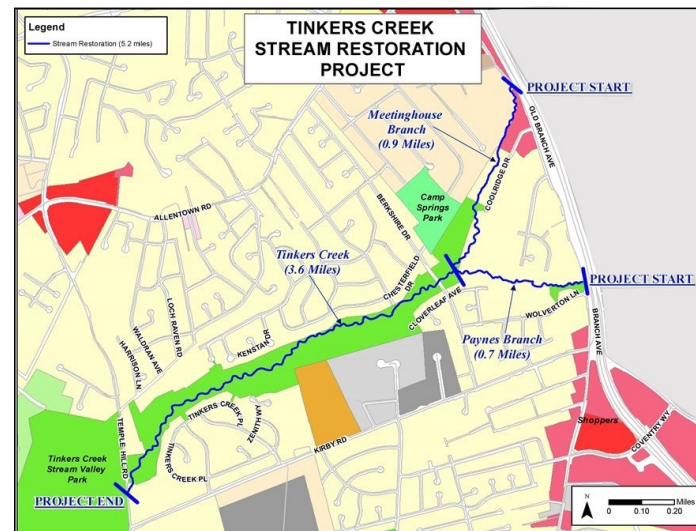 TINKERS CREEK
STREAM RESTORATION
PROJECT
Legend
Stream Restoration (5.2 miles)
PROJECT START
Meetinghouse
Branch
(0.9 Miles)
OLD BRANCH AVE
COOLRIDGE DR
Camp
Springs
Park
BERKSHIRE DR
ALLENTOWN RD
Tinkers Creek
(3.6 Miles)
CHESTERFIELD
DR
CLOVERLEAF AVE
PROJECT START
WOLVERTON LN
Paynes Branch
(0.7 Miles)
BRANCH AVE
LOCH RAVEN RD
WALDRAN AVE
HARRISON LN
KENSTAN DR
TINKERS CREEK PL
ZENITH WY
KIRBY RD
Shoppers
COVENTRY WY
TEMPLE HILL RD
TINKERS CREEK PL
Tinkers Creek
Stream Valley
Park
PROJECT END
N
Miles
0 0.10 0.20